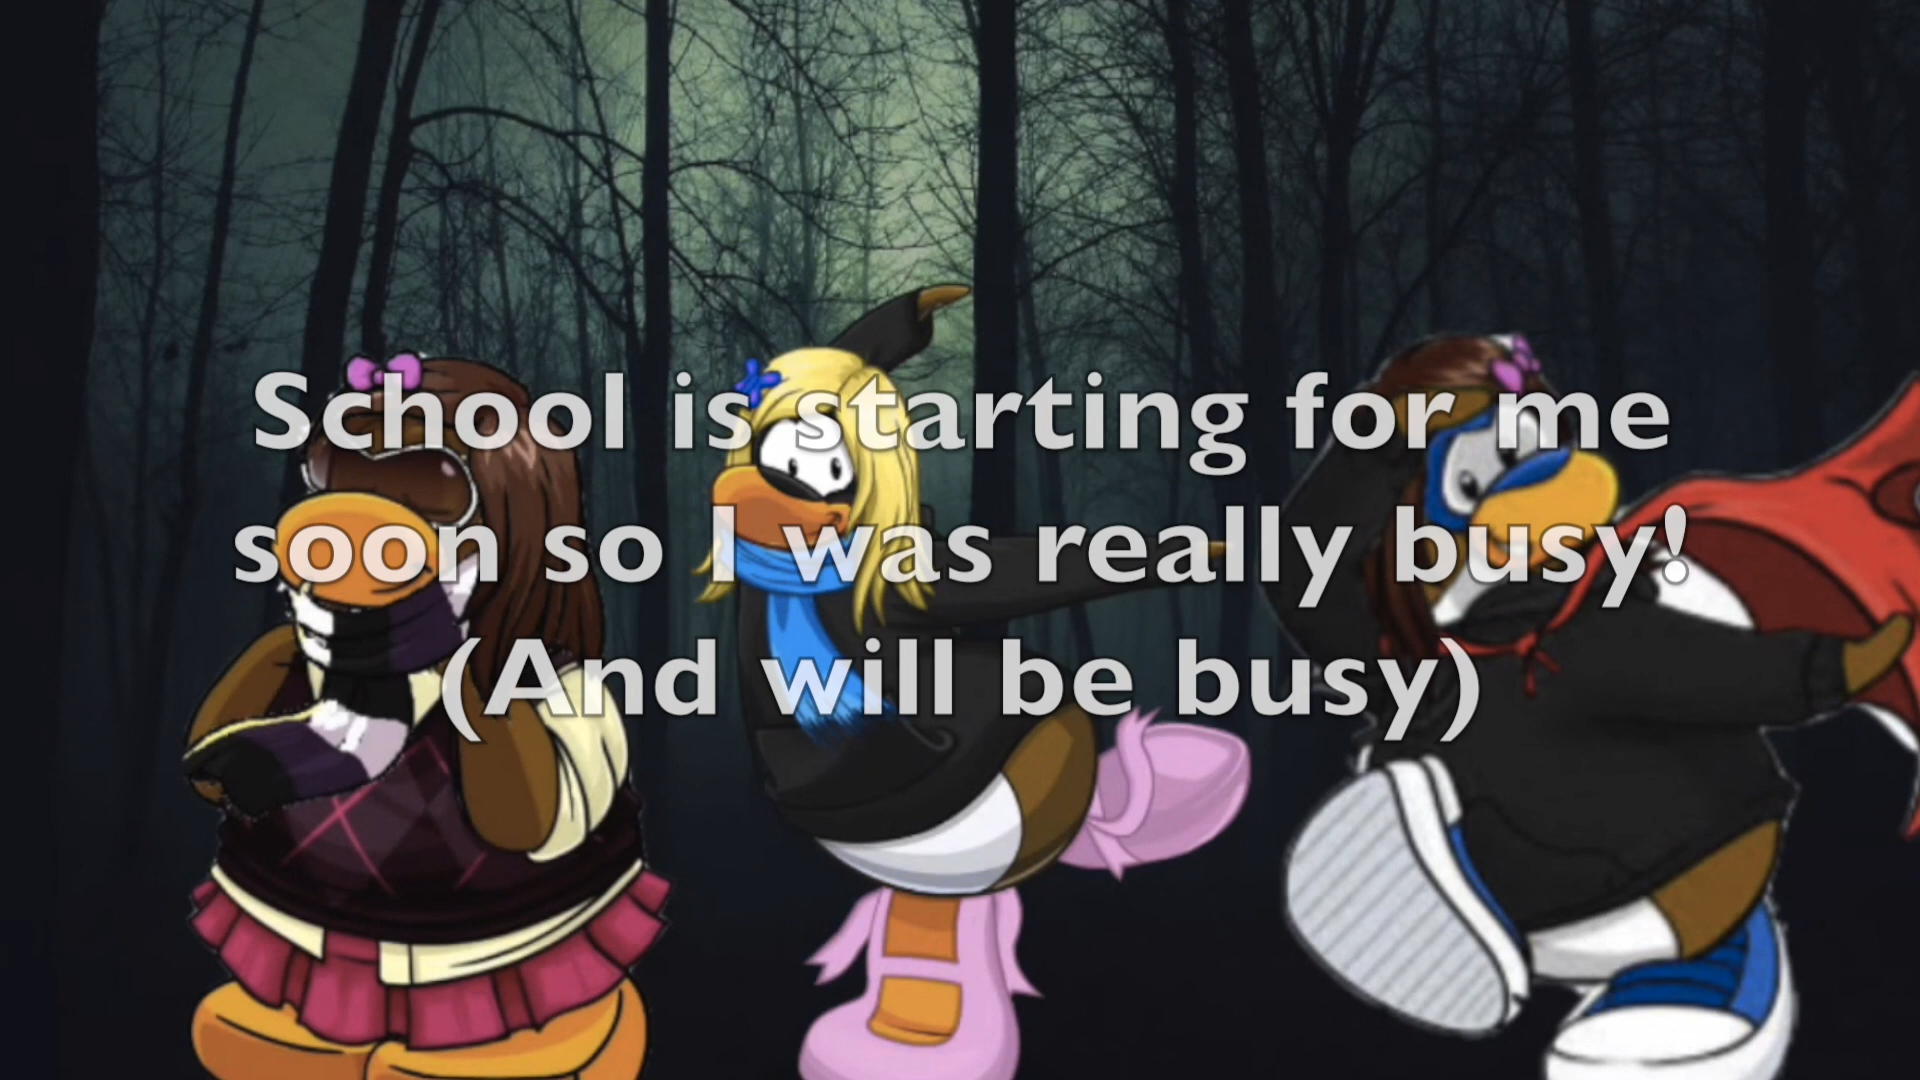 School is starting for me
soon so I was really busy!
(And will be busy)